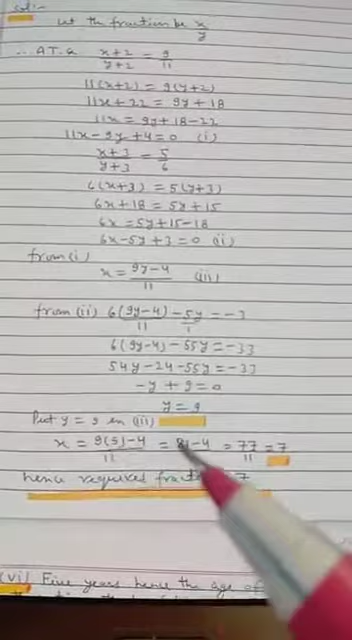 Sol:-
Let the fraction be x/y
∴ A.T.Q x+2/y+2 = 9/11
11(x+2) = 9(y+2)
11x+22 = 9y+18
11x = 9y+18-22
11x-9y+4=0 (i)
x+3/y+3 = 5/6
6(x+3) = 5(y+3)
6x+18 = 5y+15
6x = 5y+15-18
6x-5y+3=0 (ii)
from (i)
x = 9y-4/11 (iii)
from (ii) 6(9y-4)/11 - 5y/1 = -3
6(9y-4)-55y = -33
54y-24-55y = -33
-y+9=0
y=9
Put y=9 in (iii)
x = 9(9)-4/11 = 81-4 = 77/11 = 7
hence required 7
(vi) Five years hence the age of